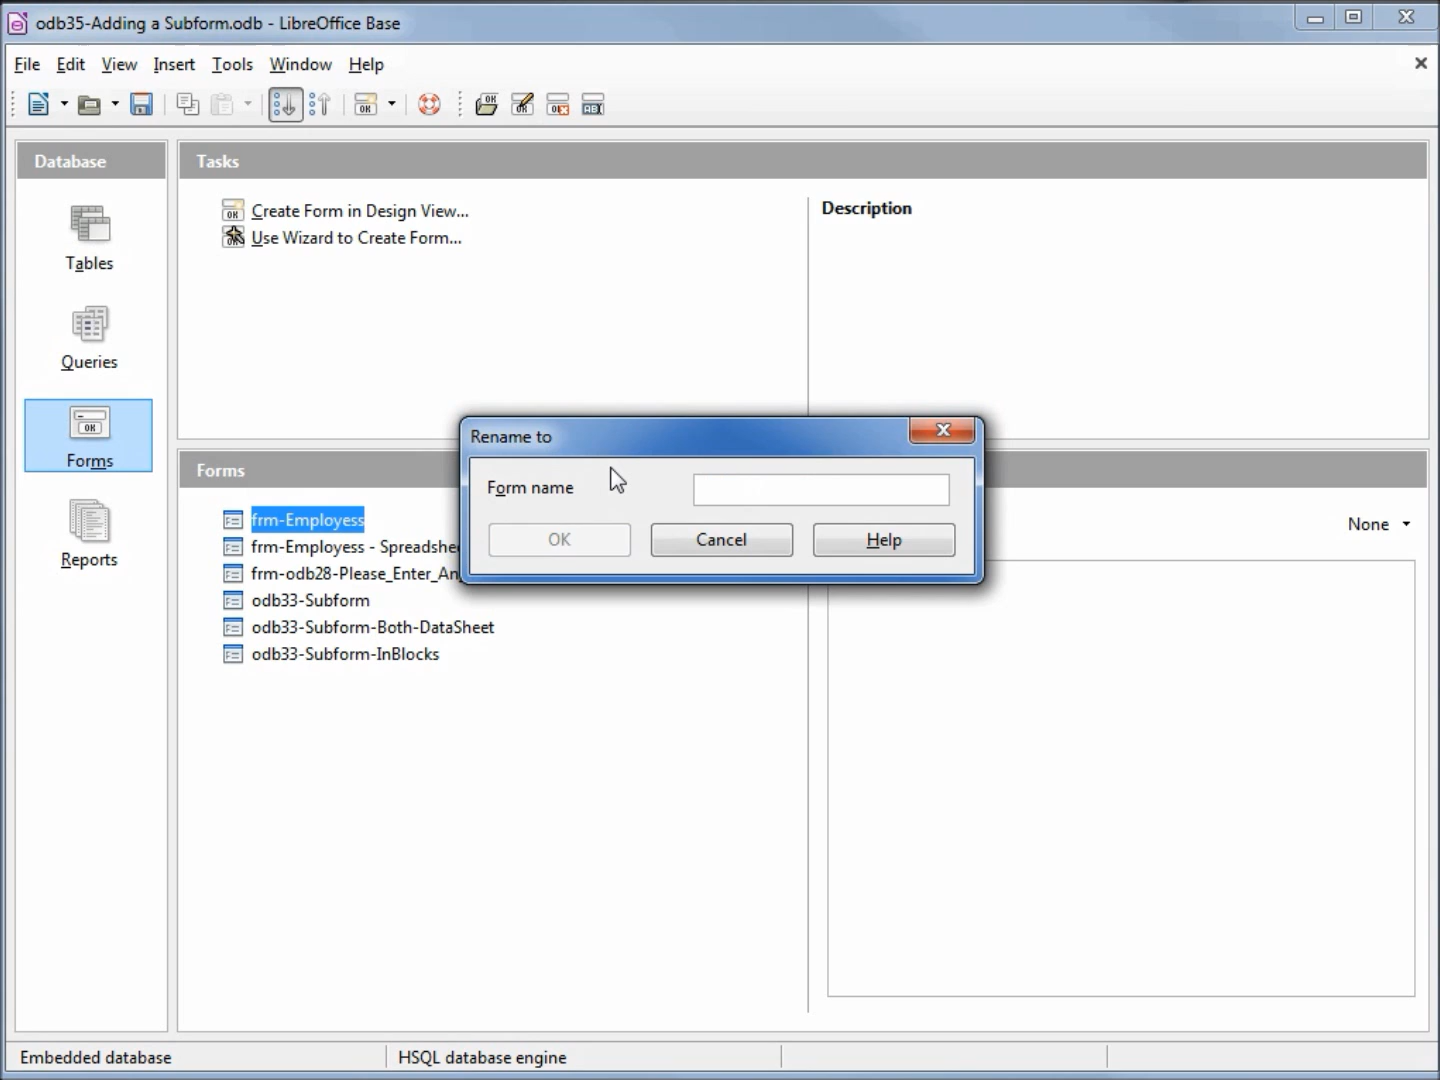 odb35-Adding a Subform.odb - LibreOffice Base
File Edit View Insert Tools Window Help
Database
Tables
Queries
Forms
Reports
Tasks
Create Form in Design View...
Use Wizard to Create Form...
Description
Rename to
Form name
OK Cancel Help
Forms
frm-Employess
frm-Employess - Spreadshee
frm-odb28-Please_Enter_An
odb33-Subform
odb33-Subform-Both-DataSheet
odb33-Subform-InBlocks
None
Embedded database
HSQL database engine